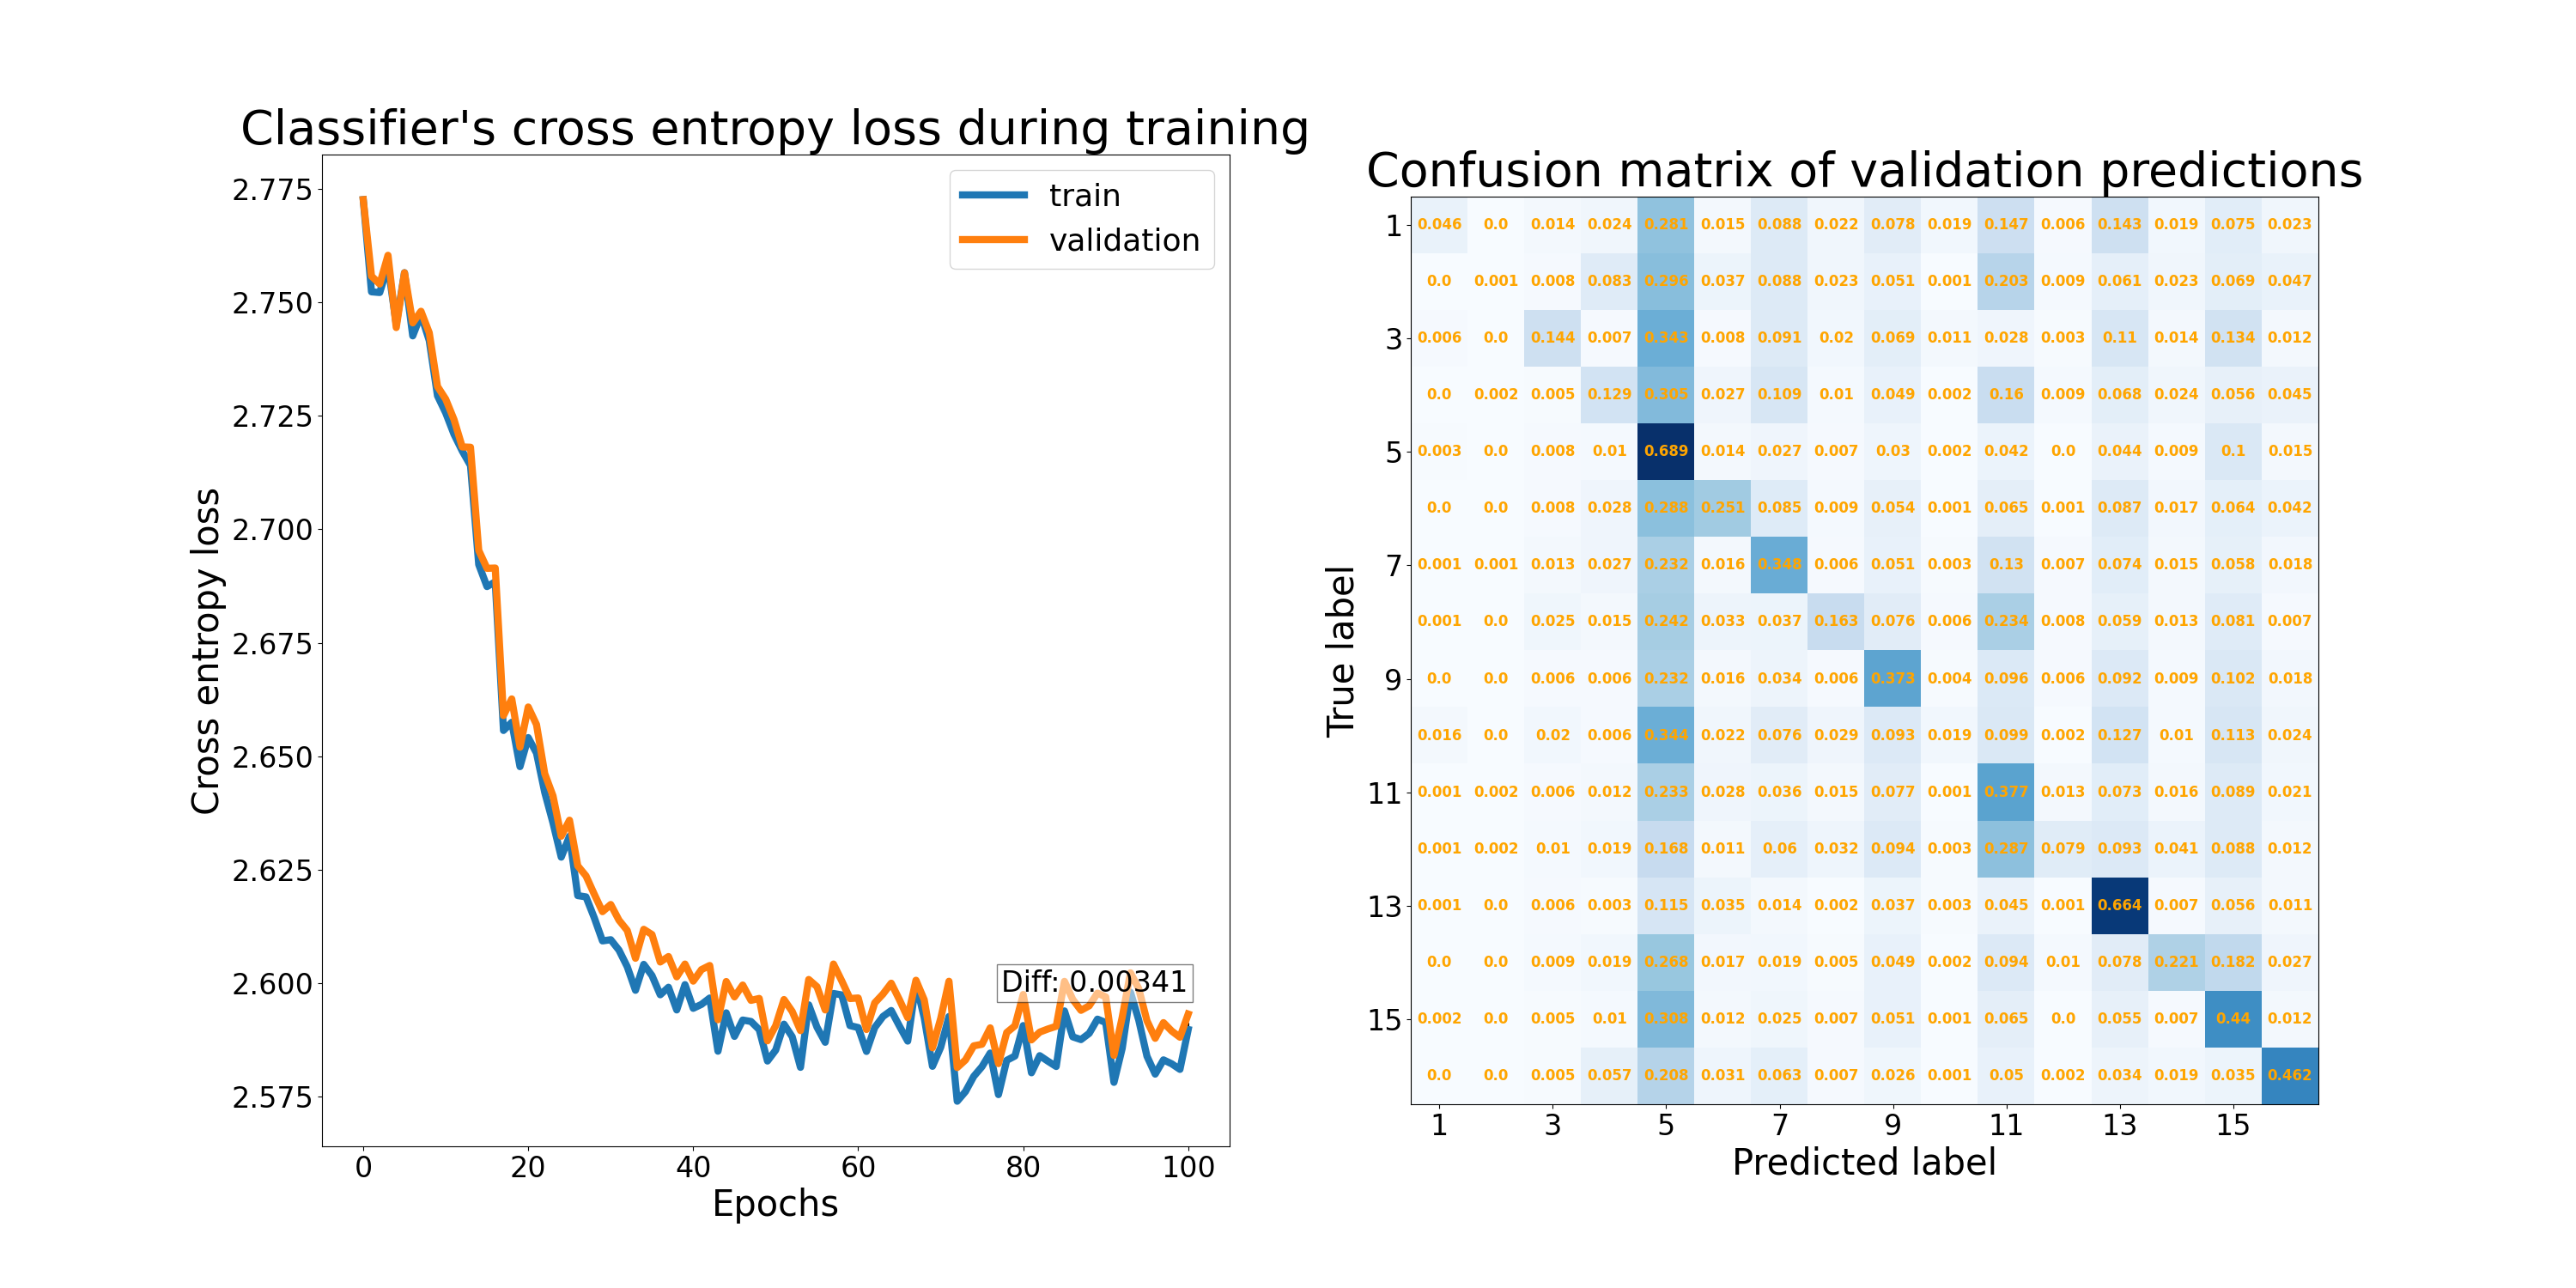 Classifier's cross entropy loss during training
train
validation
2.775
2.750
2.725
2.700
2.675
2.650
2.625
2.600
2.575
Cross entropy loss
Diff: 0.00341
0 20 40 60 80 100
Epochs
Confusion matrix of validation predictions
1 0.046 0.0 0.014 0.024 0.281 0.015 0.088 0.022 0.078 0.019 0.147 0.006 0.143 0.019 0.075 0.023
0.0 0.001 0.008 0.083 0.296 0.037 0.088 0.023 0.051 0.001 0.203 0.009 0.061 0.023 0.069 0.047
3 0.006 0.0 0.144 0.007 0.343 0.008 0.091 0.02 0.069 0.011 0.028 0.003 0.11 0.014 0.134 0.012
0.0 0.002 0.005 0.129 0.305 0.027 0.109 0.01 0.049 0.002 0.16 0.009 0.068 0.024 0.056 0.045
5 0.003 0.0 0.008 0.01 0.689 0.014 0.027 0.007 0.03 0.002 0.042 0.0 0.044 0.009 0.1 0.015
0.0 0.0 0.008 0.028 0.288 0.251 0.085 0.009 0.054 0.001 0.065 0.001 0.087 0.017 0.064 0.042
7 0.001 0.001 0.013 0.027 0.232 0.016 0.348 0.006 0.051 0.003 0.13 0.007 0.074 0.015 0.058 0.018
0.001 0.0 0.025 0.015 0.242 0.033 0.037 0.163 0.076 0.006 0.234 0.008 0.059 0.013 0.081 0.007
9 0.0 0.0 0.006 0.006 0.232 0.016 0.034 0.006 0.373 0.004 0.096 0.006 0.092 0.009 0.102 0.018
0.016 0.0 0.02 0.006 0.344 0.022 0.076 0.029 0.093 0.019 0.099 0.002 0.127 0.01 0.113 0.024
11 0.001 0.002 0.006 0.012 0.233 0.028 0.036 0.015 0.077 0.001 0.377 0.013 0.073 0.016 0.089 0.021
0.001 0.002 0.01 0.019 0.168 0.011 0.06 0.032 0.094 0.003 0.287 0.079 0.093 0.041 0.088 0.012
13 0.001 0.0 0.006 0.003 0.115 0.035 0.014 0.002 0.037 0.003 0.045 0.001 0.664 0.007 0.056 0.011
0.0 0.0 0.009 0.019 0.268 0.017 0.019 0.005 0.049 0.002 0.094 0.01 0.078 0.221 0.182 0.027
15 0.002 0.0 0.005 0.01 0.308 0.012 0.025 0.007 0.051 0.001 0.065 0.0 0.055 0.007 0.44 0.012
0.0 0.0 0.005 0.057 0.208 0.031 0.063 0.007 0.026 0.001 0.05 0.002 0.034 0.019 0.035 0.462
True label
1 3 5 7 9 11 13 15
Predicted label